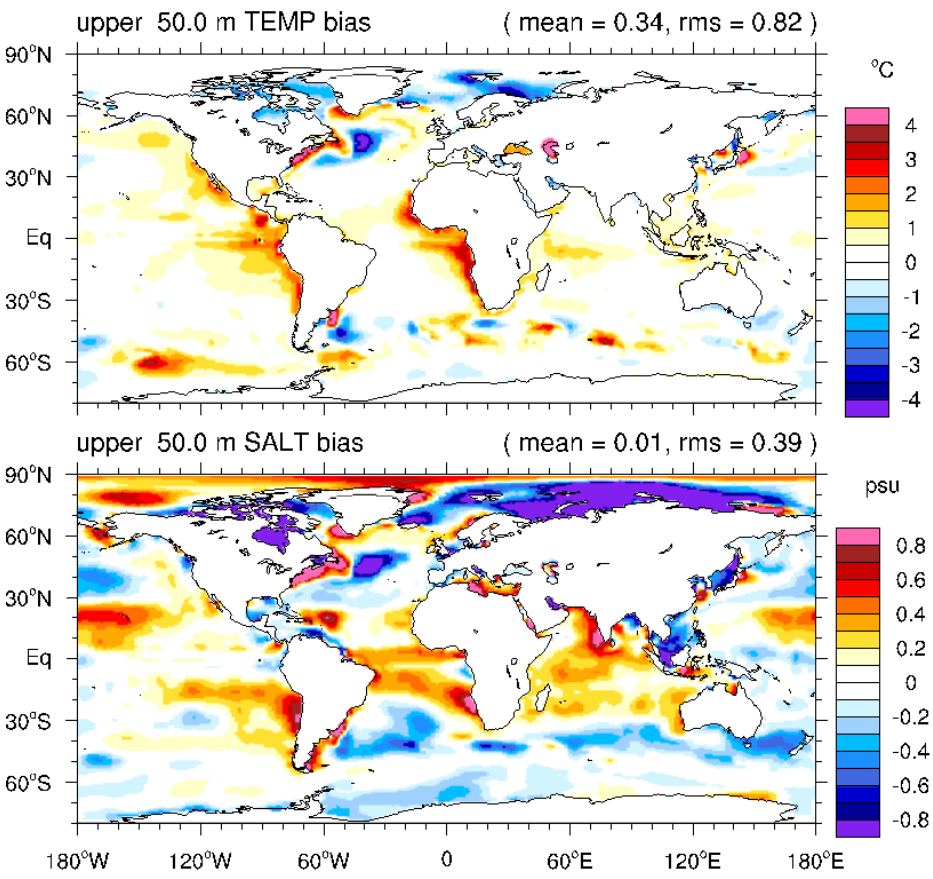 upper 50.0 m TEMP bias ( mean = 0.34, rms = 0.82 )
°C
90°N
60°N
30°N
Eq
30°S
60°S
4
3
2
1
0
-1
-2
-3
-4
upper 50.0 m SALT bias ( mean = 0.01, rms = 0.39 )
psu
90°N
60°N
30°N
Eq
30°S
60°S
0.8
0.6
0.4
0.2
0
-0.2
-0.4
-0.6
-0.8
180°W 120°W 60°W 0 60°E 120°E 180°E